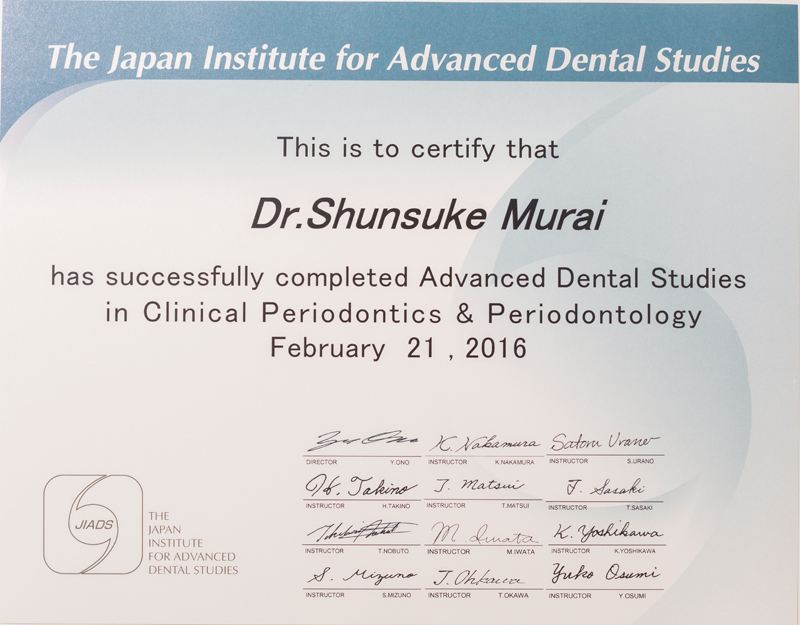 The Japan Institute for Advanced Dental Studies
This is to certify that
Dr.Shunsuke Murai
has successfully completed Advanced Dental Studies
in Clinical Periodontics & Periodontology
February 21 , 2016
K. Nakamura Satoru Urano
DIRECTOR Y.ONO INSTRUCTOR K.NAKAMURA INSTRUCTOR S.URANO
H. Takino T. Matsui T. Sasaki
INSTRUCTOR H.TAKINO INSTRUCTOR T.MATSUI INSTRUCTOR T.SASAKI
M. Iwata K. Yoshikawa
INSTRUCTOR T.NOBUTO INSTRUCTOR M.IWATA INSTRUCTOR K.YOSHIKAWA
S. Mizuno T. Ohkawa Yuko Osumi
INSTRUCTOR S.MIZUNO INSTRUCTOR T.OKAWA INSTRUCTOR Y.OSUMI
JIADS
THE
JAPAN
INSTITUTE
FOR ADVANCED
DENTAL STUDIES